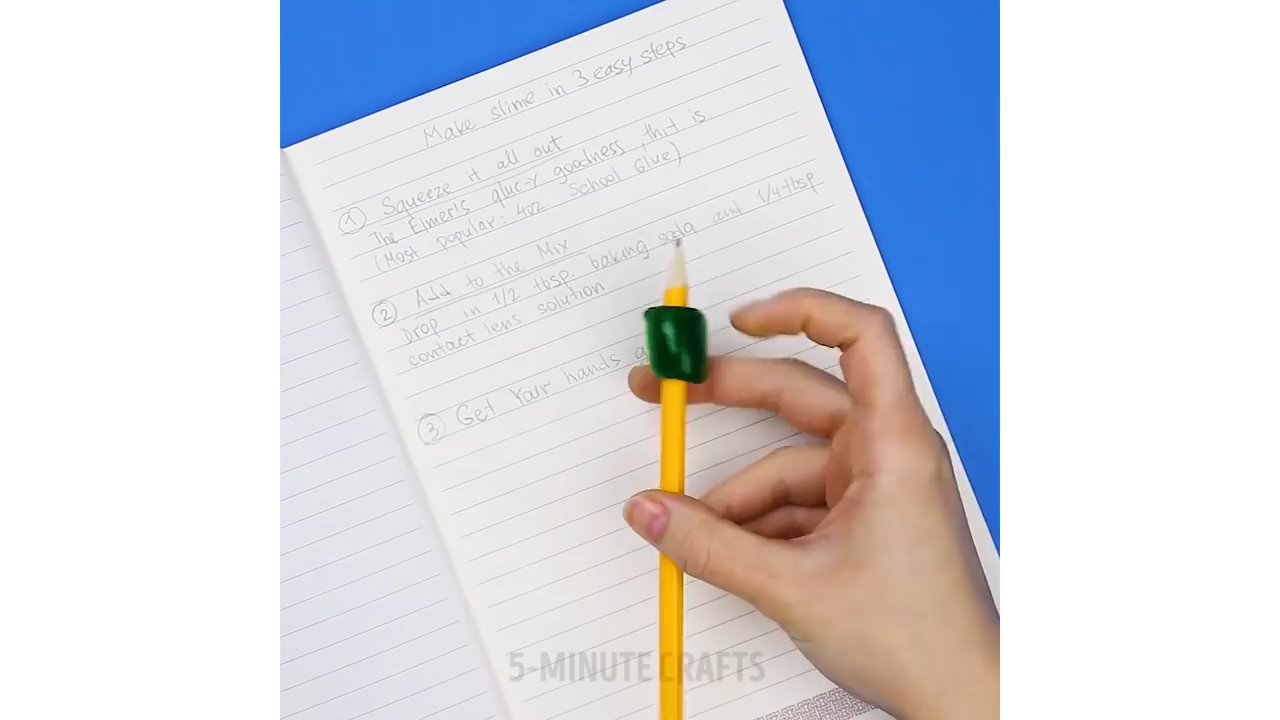 Make slime in 3 easy steps
① Squeeze it all out
The Elmer's glue-y goodness, thit is.
(Most popular: 4oz School Glue)
② Add to the Mix
Drop in 1/2 tbsp. baking soda and 1/4 tbsp
contact lens solution
③ Get Your hands
5-MINUTE CRAFTS